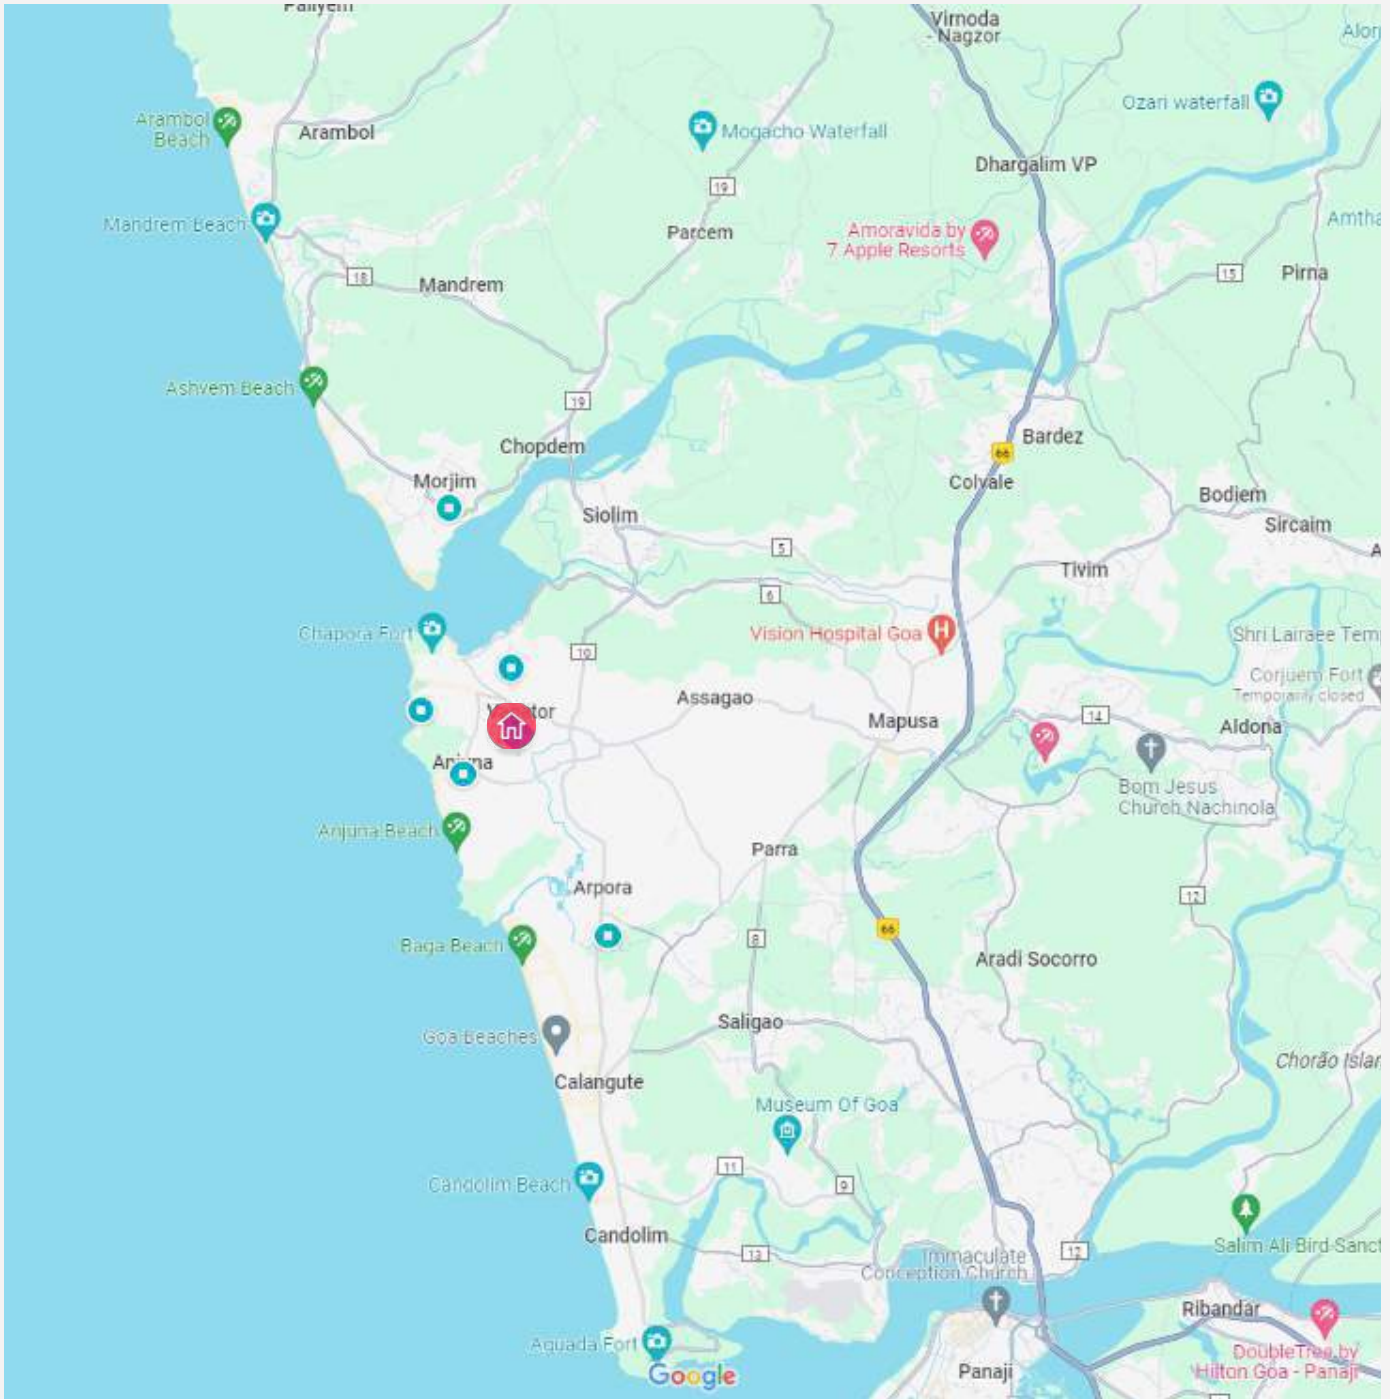 Paliyem
Virnoda
- Nagzor
Arambol
Beach
Arambol
Mogacho Waterfall
Ozari waterfall
19
Dhargalim VP
Mandrem Beach
Parcem
Amoravida by
7 Apple Resorts
18
Mandrem
15
Pirna
Ashvem Beach
19
Chopdem
Bardez
66
Morjim
Colvale
Bodiem
Siolim
Sircaim
5
Tivim
6
Chapora Fort
Vision Hospital Goa
10
Corjuem Fort
Temporarily closed
Assagao
14
Mapusa
Aldona
Bom Jesus
Church Nachinola
Anjuna Beach
Parra
Arpora
12
66
Baga Beach
8
Aradi Socorro
Saligao
Goa Beaches
Calangute
Museum Of Goa
11
9
Candolim Beach
Candolim
13
12
Salim Ali Bird Sanct
Immaculate
Conception Church
Ribandar
Aguada Fort
DoubleTree by
Hilton Goa - Panaji
Panaji
Google